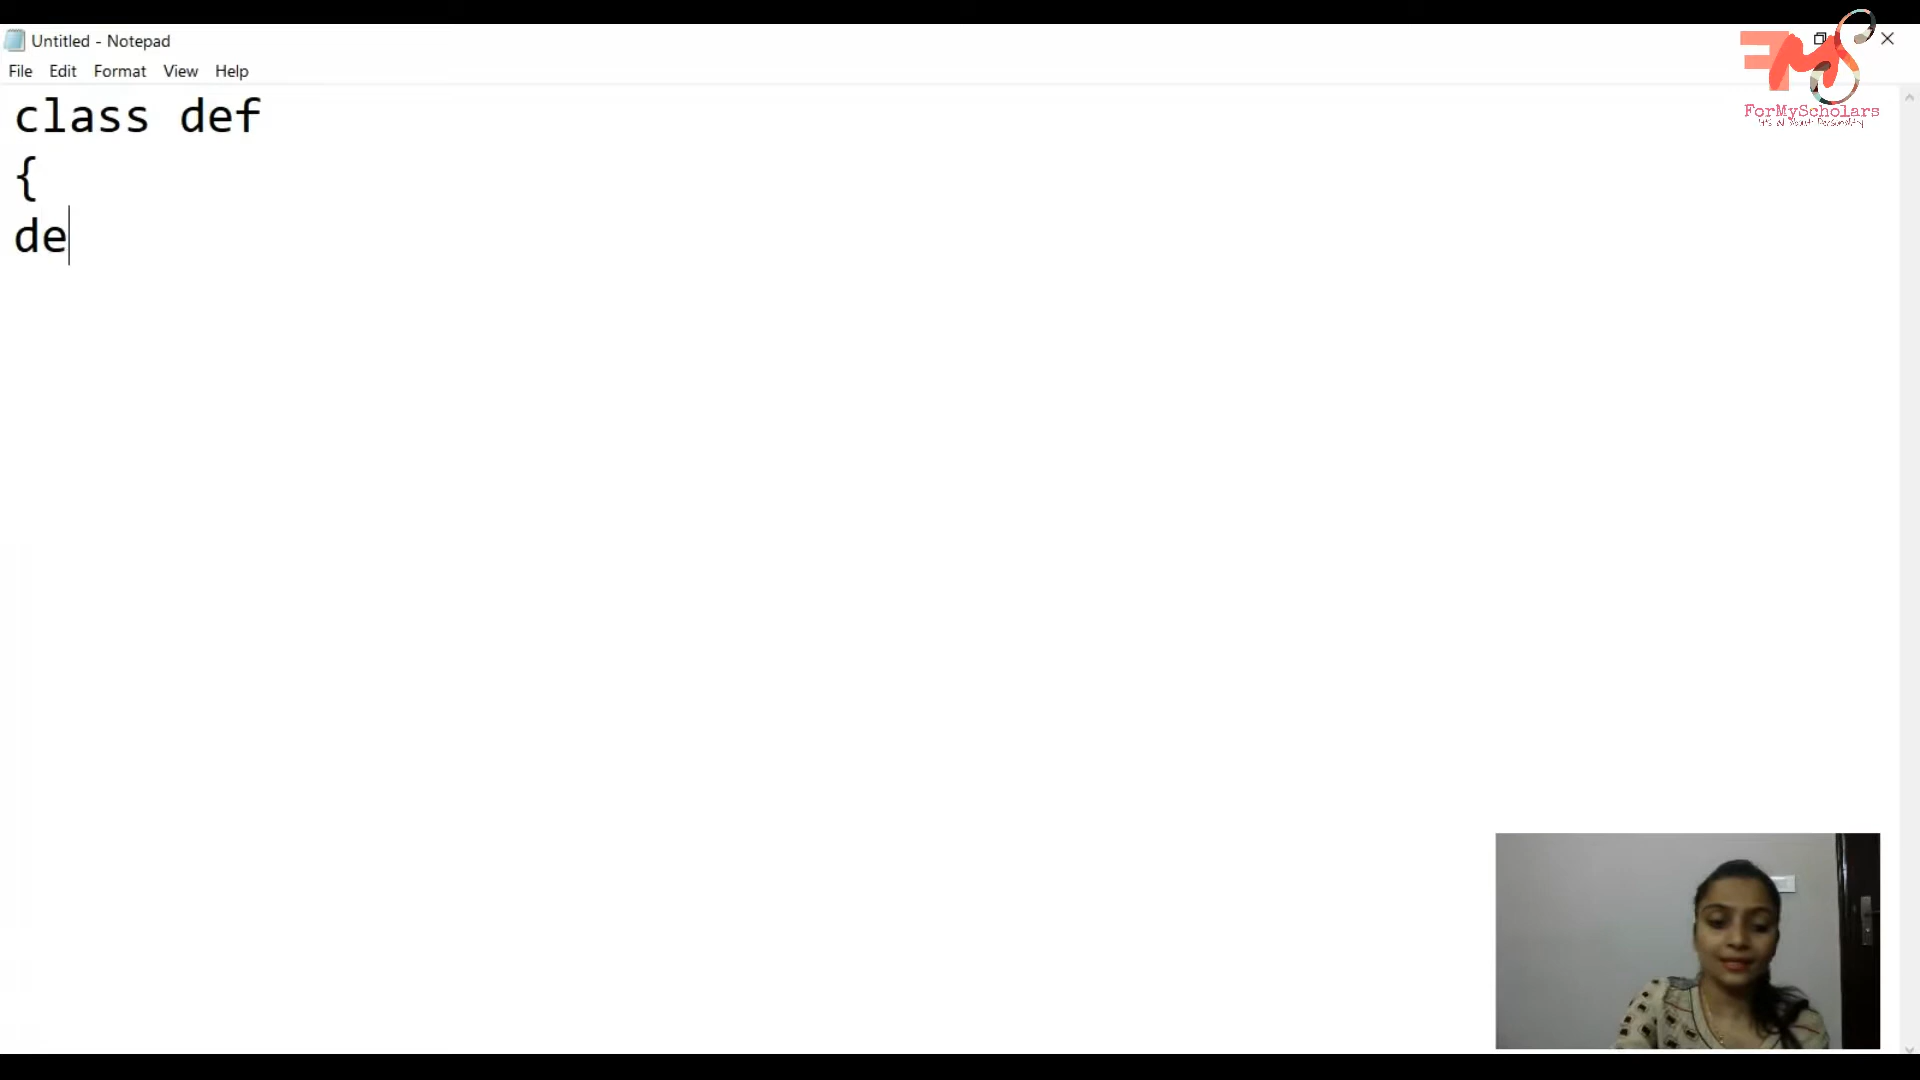 Untitled - Notepad
File Edit Format View Help
class def
{
de
ForMyScholars